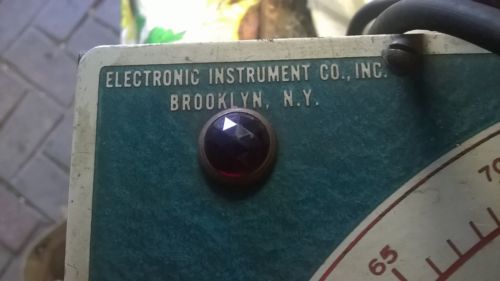 ELECTRONIC INSTRUMENT CO., INC.
BROOKLYN, N.Y.
70
65